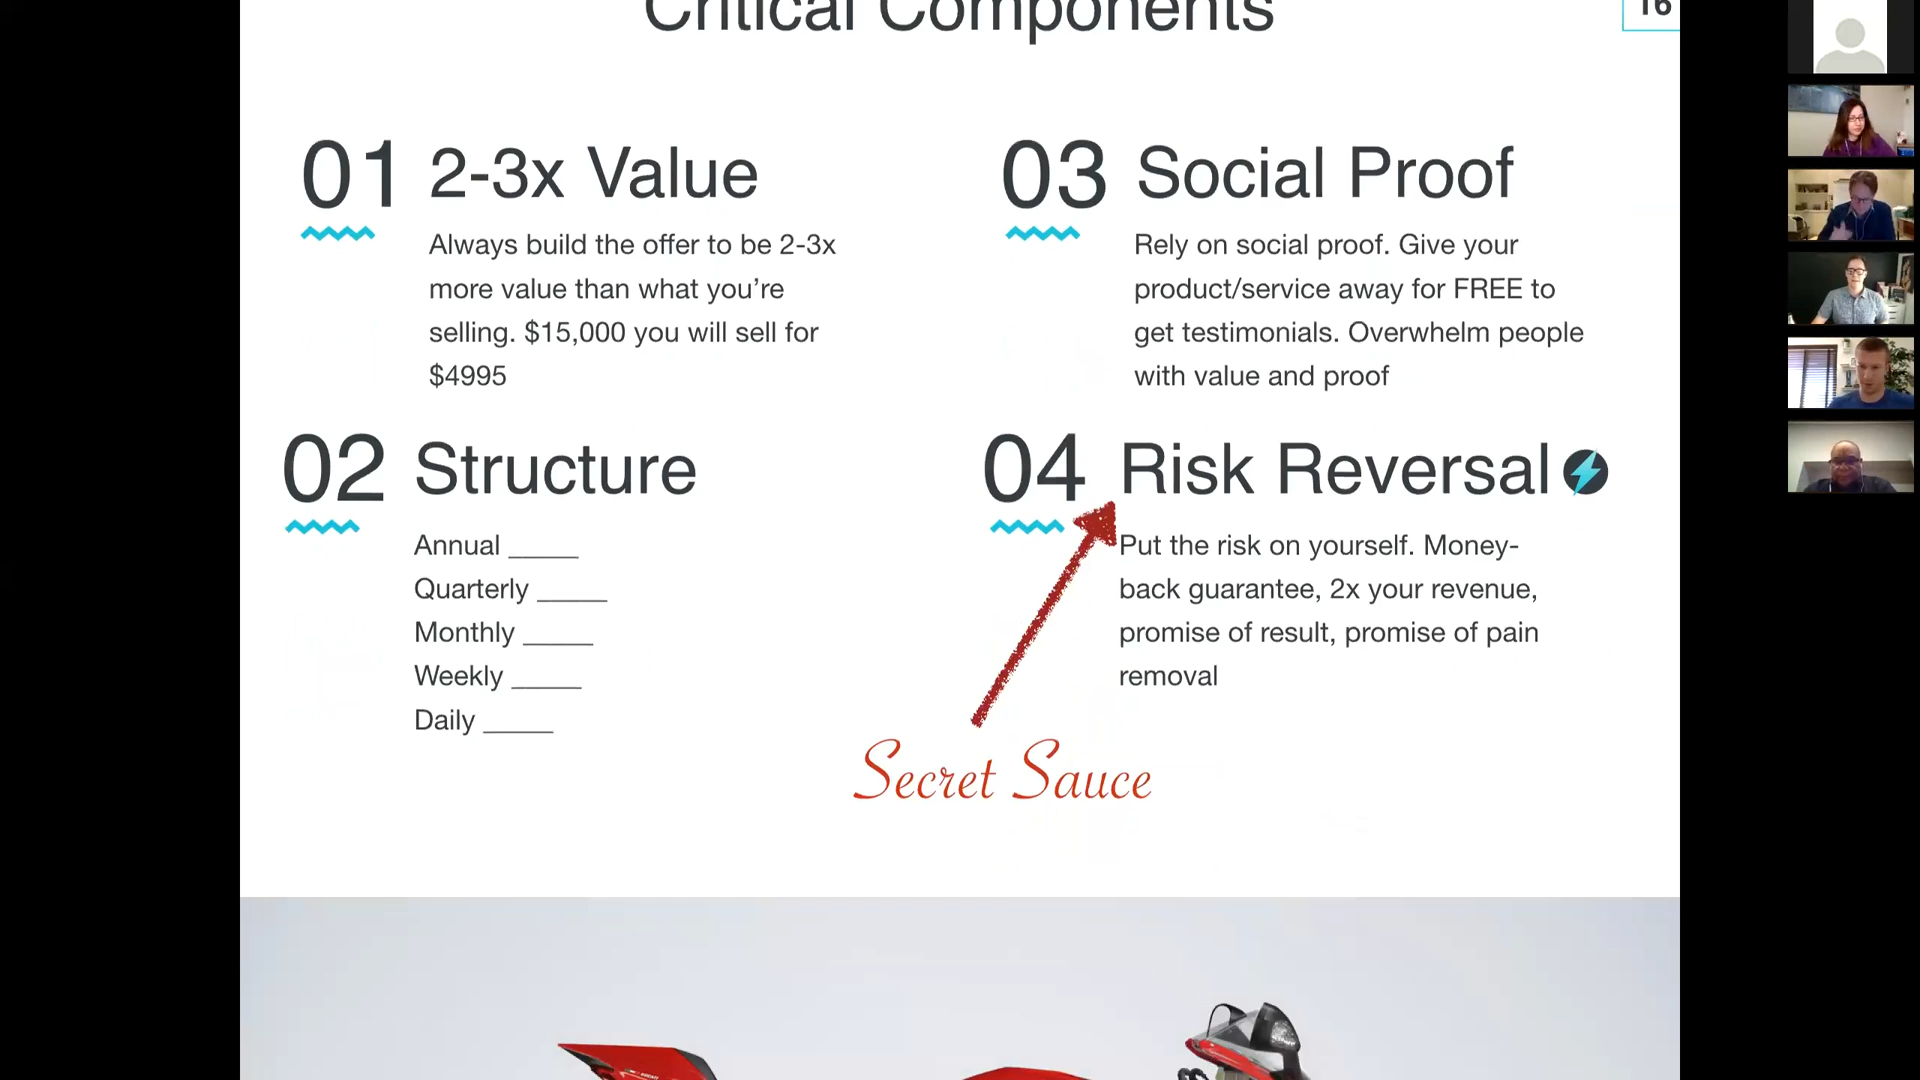 Critical Components
16
01 2-3x Value
Always build the offer to be 2-3x
more value than what you’re
selling. $15,000 you will sell for
$4995
02 Structure
Annual _____
Quarterly _____
Monthly _____
Weekly _____
Daily _____
03 Social Proof
Rely on social proof. Give your
product/service away for FREE to
get testimonials. Overwhelm people
with value and proof
04 Risk Reversal
Put the risk on yourself. Money-
back guarantee, 2x your revenue,
promise of result, promise of pain
removal
Secret Sauce